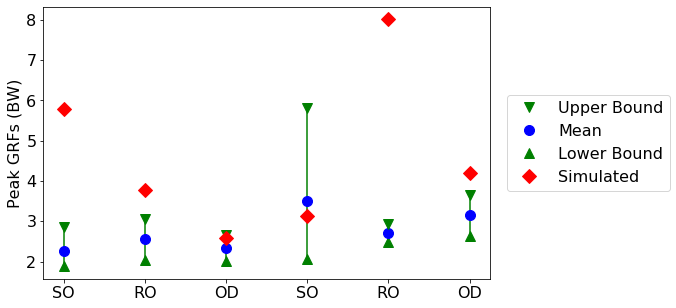 8
7
6
5
4
3
2
Peak GRFs (BW)
SO RO OD SO RO OD
Upper Bound
Mean
Lower Bound
Simulated